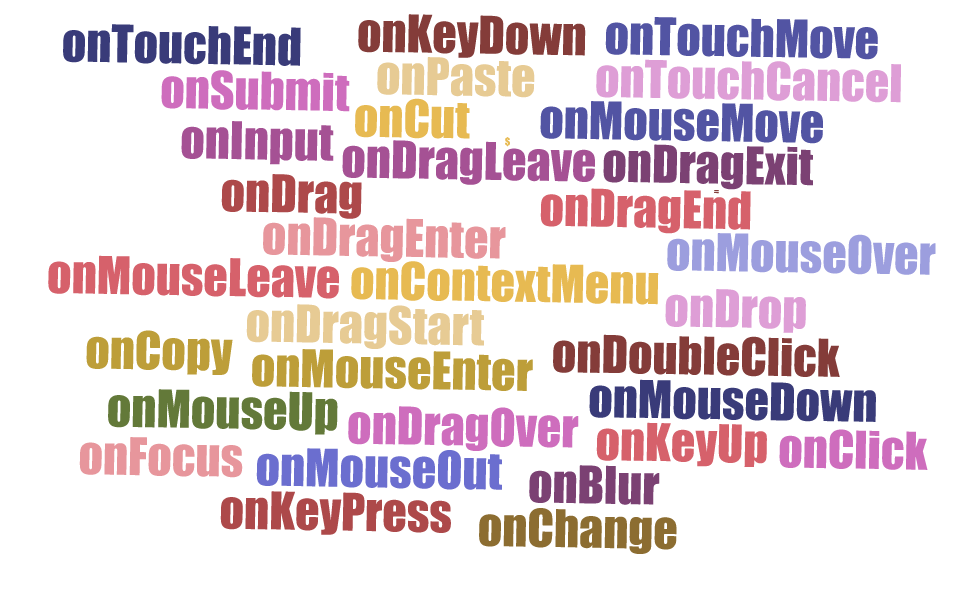 onTouchEnd
onKeyDown
onTouchMove
onPaste
onTouchCancel
onSubmit
onCut
onMouseMove
onInput
$
onDragLeave
onDragExit
onDrag
=
onDragEnd
onDragEnter
onMouseOver
onMouseLeave
onContextMenu
onDrop
onDragStart
onCopy
onDoubleClick
onMouseEnter
onMouseUp
onMouseDown
onDragOver
onKeyUp
onClick
onFocus
onMouseOut
onBlur
onKeyPress
onChange